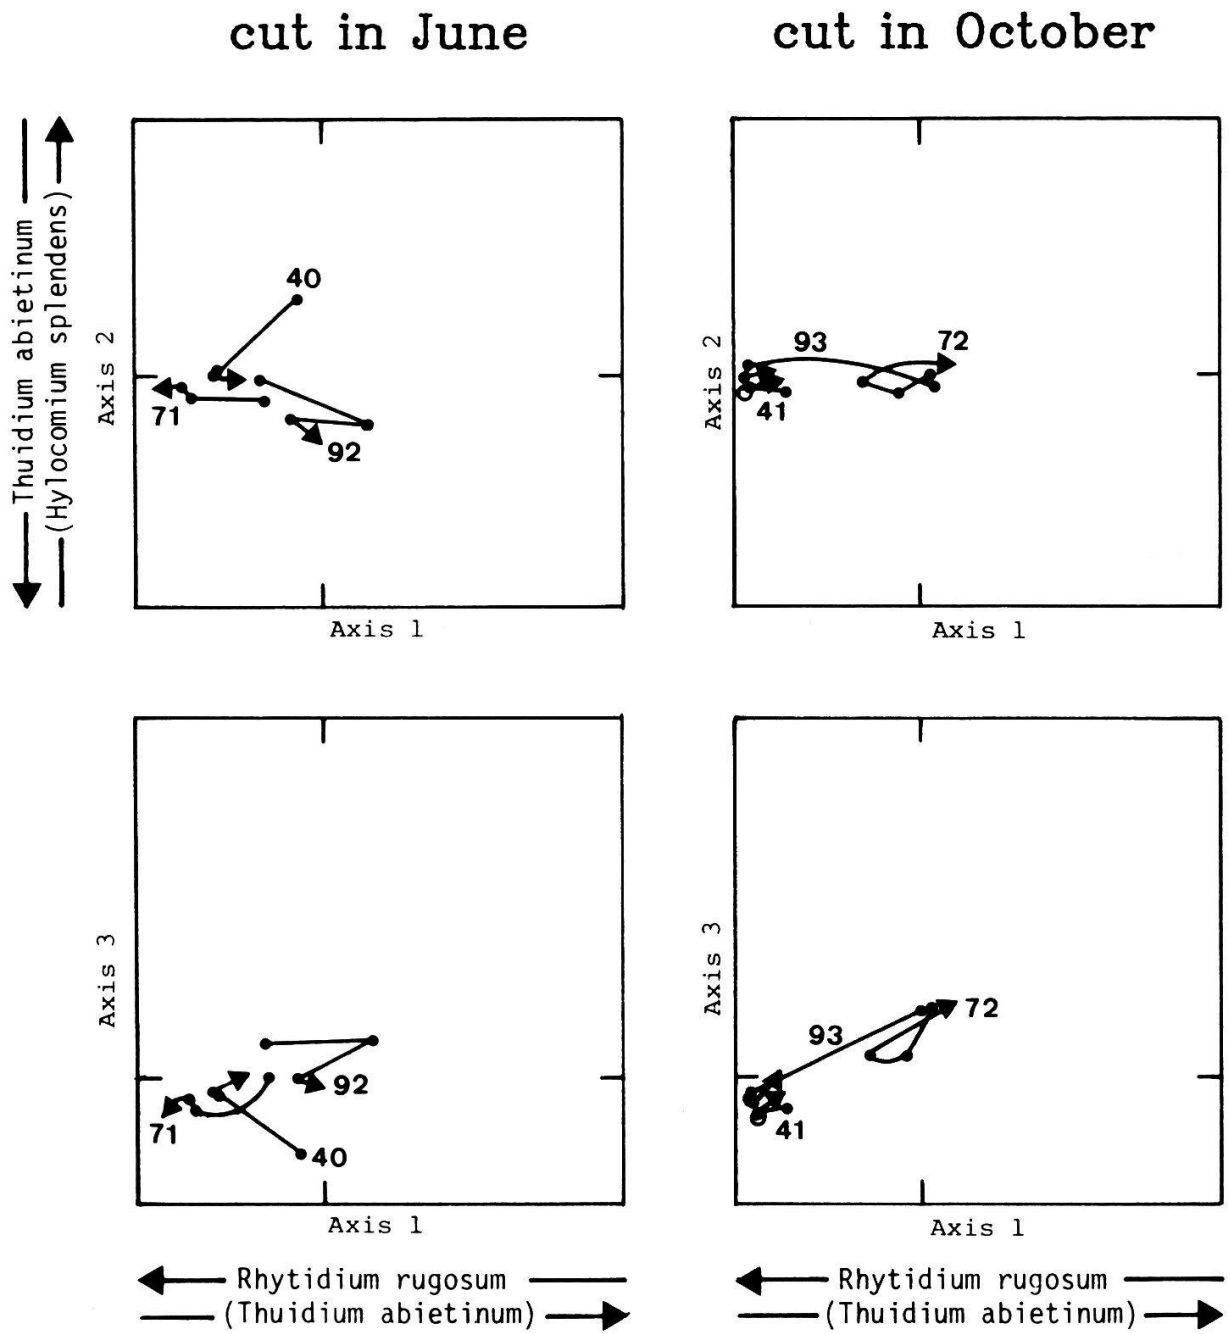 cut in June
cut in October
Thuidium abietinum
(Hylocomium splendens)
Axis 2
40
71
92
Axis 1
Axis 2
93
72
41
Axis 1
Axis 3
71
92
40
Axis 1
Axis 3
93
72
41
Axis 1
Rhytidium rugosum
(Thuidium abietinum)
Rhytidium rugosum
(Thuidium abietinum)